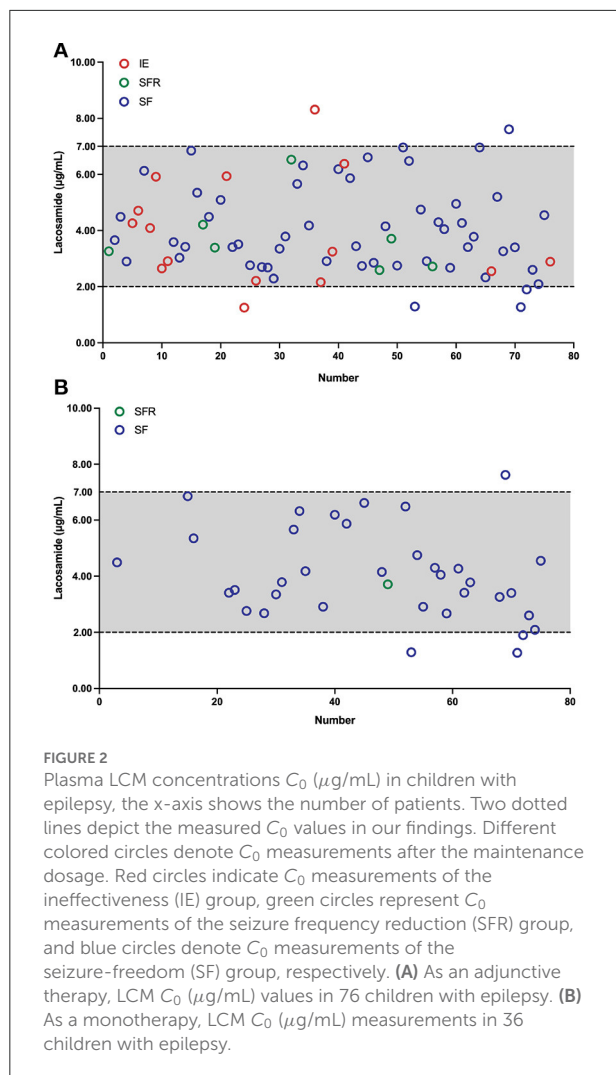 A
IE
SFR
SF
10.00
8.00
7.00
6.00
4.00
2.00
0.00
Lacosamide (μg/mL)
0 10 20 30 40 50 60 70 80
Number
B
SFR
SF
10.00
8.00
7.00
6.00
4.00
2.00
0.00
Lacosamide (μg/mL)
20 40 60 80
Number
FIGURE 2
Plasma LCM concentrations C0 (μg/mL) in children with
epilepsy, the x-axis shows the number of patients. Two dotted
lines depict the measured C0 values in our findings. Different
colored circles denote C0 measurements after the maintenance
dosage. Red circles indicate C0 measurements of the
ineffectiveness (IE) group, green circles represent C0
measurements of the seizure frequency reduction (SFR) group,
and blue circles denote C0 measurements of the
seizure-freedom (SF) group, respectively. (A) As an adjunctive
therapy, LCM C0 (μg/mL) values in 76 children with epilepsy. (B)
As a monotherapy, LCM C0 (μg/mL) measurements in 36
children with epilepsy.